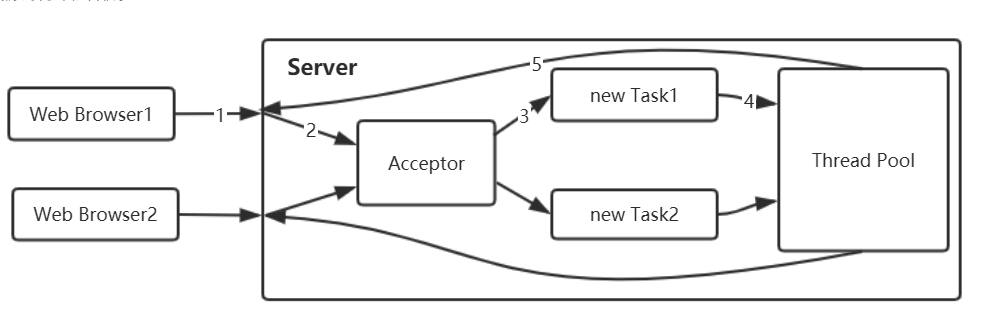 Server
5
Web Browser1
1
2
3
new Task1
4
Acceptor
Thread Pool
Web Browser2
new Task2